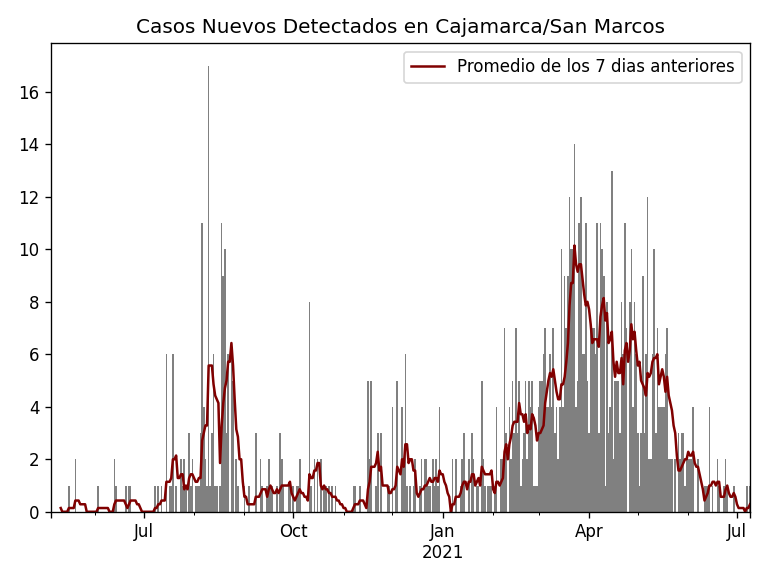 Casos Nuevos Detectados en Cajamarca/San Marcos
Promedio de los 7 dias anteriores
16
14
12
10
8
6
4
2
0
Jul
Oct
Jan
Apr
Jul
2021